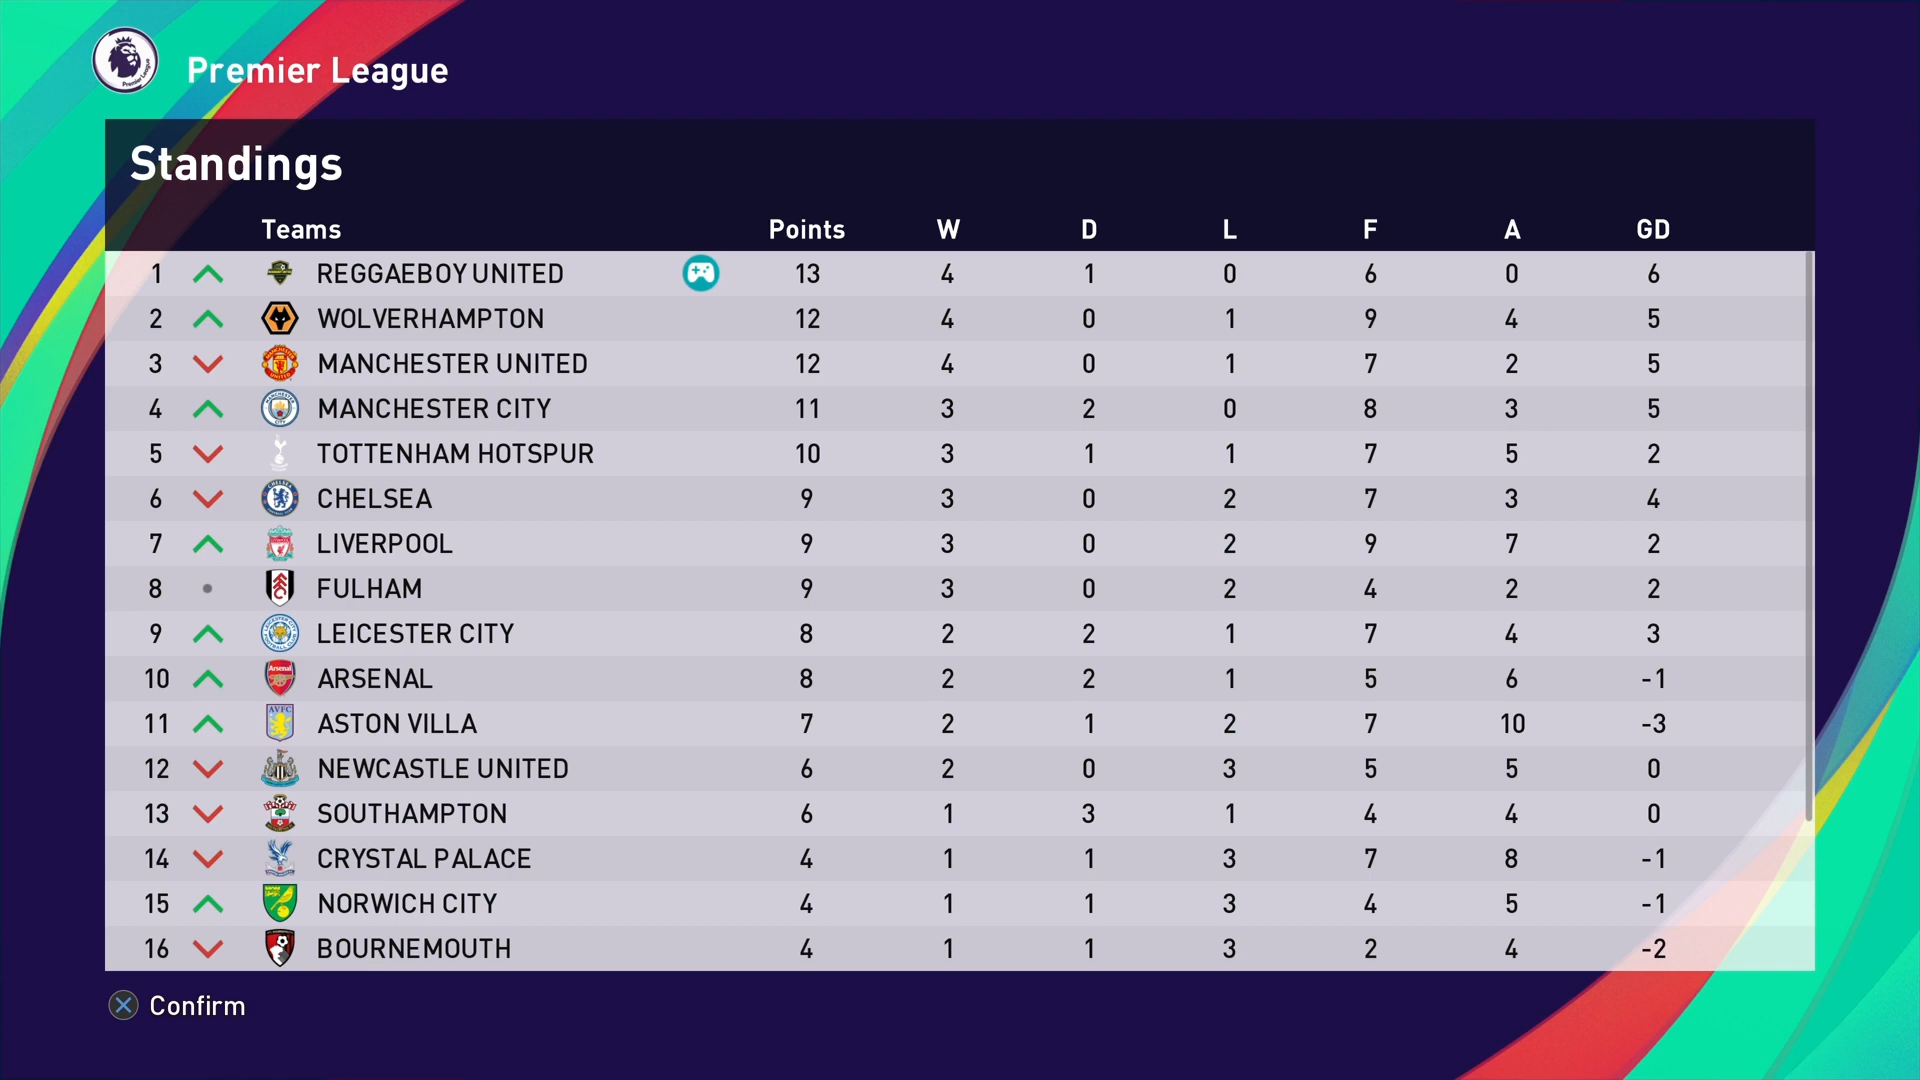 Premier League
Standings
Teams Points W D L F A GD
1 REGGAEBOY UNITED 13 4 1 0 6 0 6
2 WOLVERHAMPTON 12 4 0 1 9 4 5
3 MANCHESTER UNITED 12 4 0 1 7 2 5
4 MANCHESTER CITY 11 3 2 0 8 3 5
5 TOTTENHAM HOTSPUR 10 3 1 1 7 5 2
6 CHELSEA 9 3 0 2 7 3 4
7 LIVERPOOL 9 3 0 2 9 7 2
8 FULHAM 9 3 0 2 4 2 2
9 LEICESTER CITY 8 2 2 1 7 4 3
10 ARSENAL 8 2 2 1 5 6 -1
11 ASTON VILLA 7 2 1 2 7 10 -3
12 NEWCASTLE UNITED 6 2 0 3 5 5 0
13 SOUTHAMPTON 6 1 3 1 4 4 0
14 CRYSTAL PALACE 4 1 1 3 7 8 -1
15 NORWICH CITY 4 1 1 3 4 5 -1
16 BOURNEMOUTH 4 1 1 3 2 4 -2
Confirm